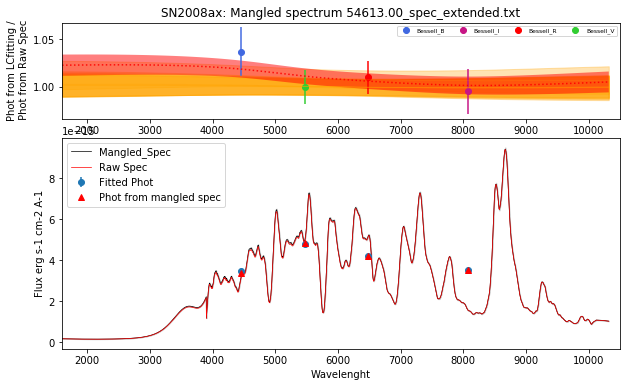 SN2008ax: Mangled spectrum 54613.00_spec_extended.txt
Phot from LCfitting /
Phot from Raw Spec
1.05
1.00
Bessell_B
Bessell_I
Bessell_R
Bessell_V
2000 3000 4000 5000 6000 7000 8000 9000 10000
Flux erg s-1 cm-2 A-1
8
6
4
2
0
Mangled_Spec
Raw Spec
Fitted Phot
Phot from mangled spec
2000 3000 4000 5000 6000 7000 8000 9000 10000
Wavelenght